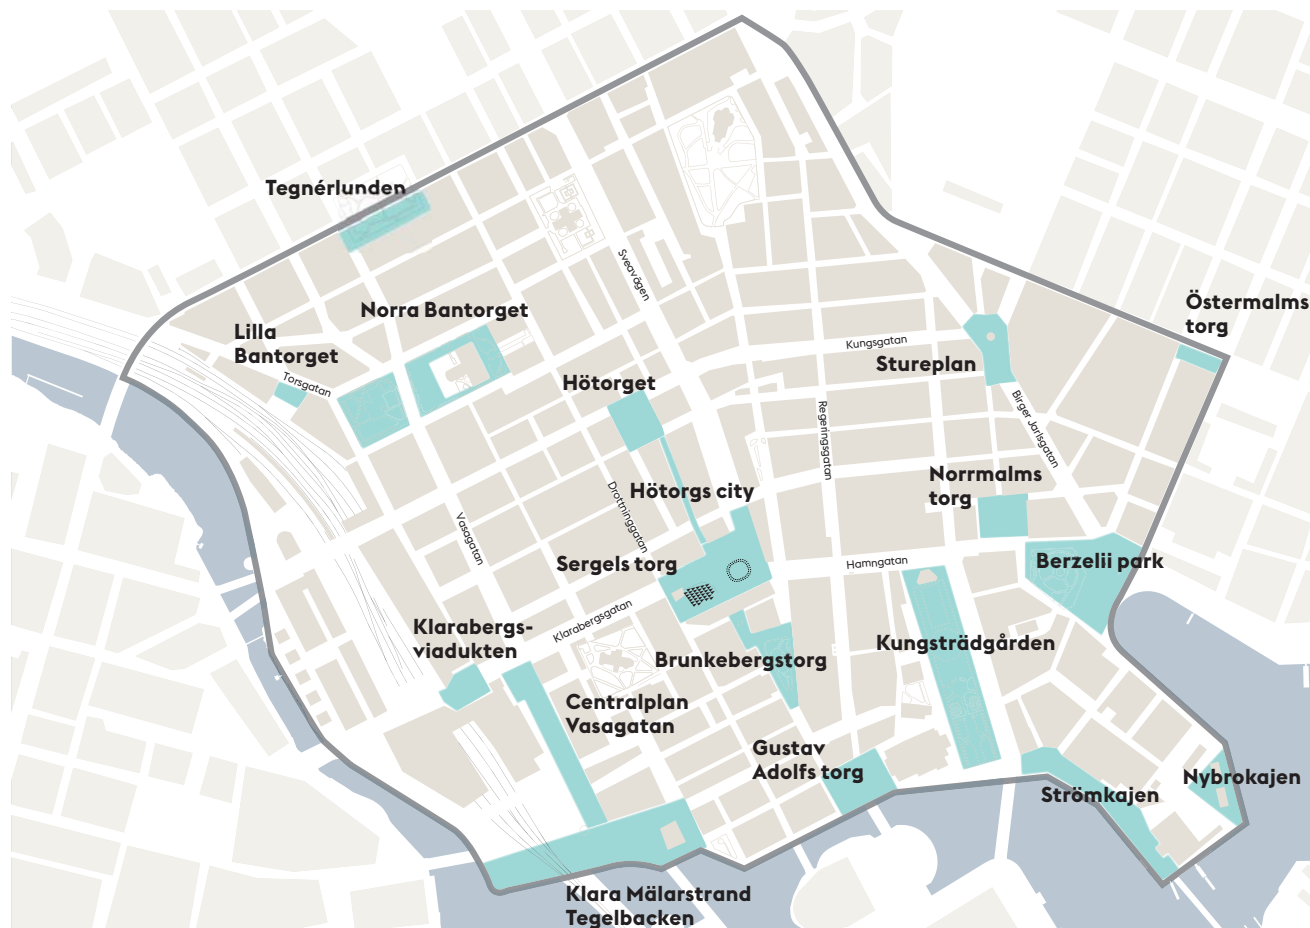 Tegnérlunden
Sveavägen
Östermalms
torg
Norra Bantorget
Lilla
Bantorget
Kungsgatan
Stureplan
Torsgatan
Hötorget
Birger Jarlsgatan
Regeringsgatan
Norrmalms
torg
Hötorgs city
Drottninggatan
Vasagatan
Sergels torg
Hamngatan
Berzelii park
Klarabergsgatan
Klarabergs-
viadukten
Brunkebergstorg
Kungsträdgården
Centralplan
Vasagatan
Gustav
Adolfs torg
Nybrokajen
Strömkajen
Klara Mälarstrand
Tegelbacken